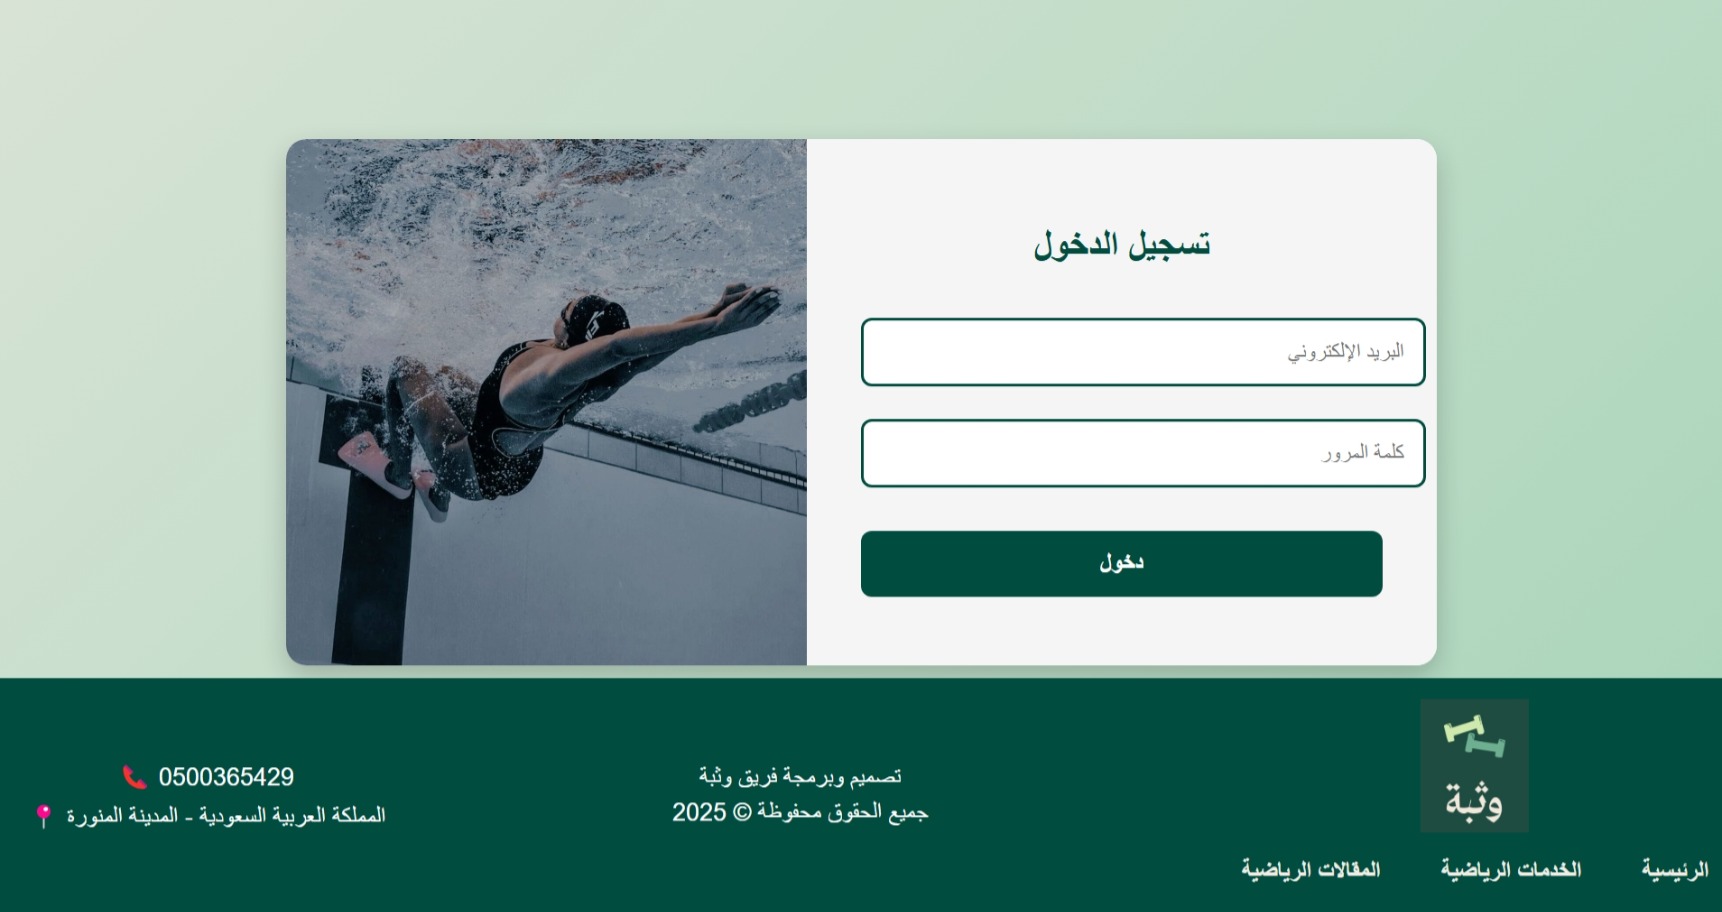 تسجيل الدخول
البريد الإلكتروني
كلمة المرور
دخول
وثبة
الرئيسية
الخدمات الرياضية
المقالات الرياضية
تصميم وبرمجة فريق وثبة
جميع الحقوق محفوظة © 2025
0500365429
المملكة العربية السعودية - المدينة المنورة